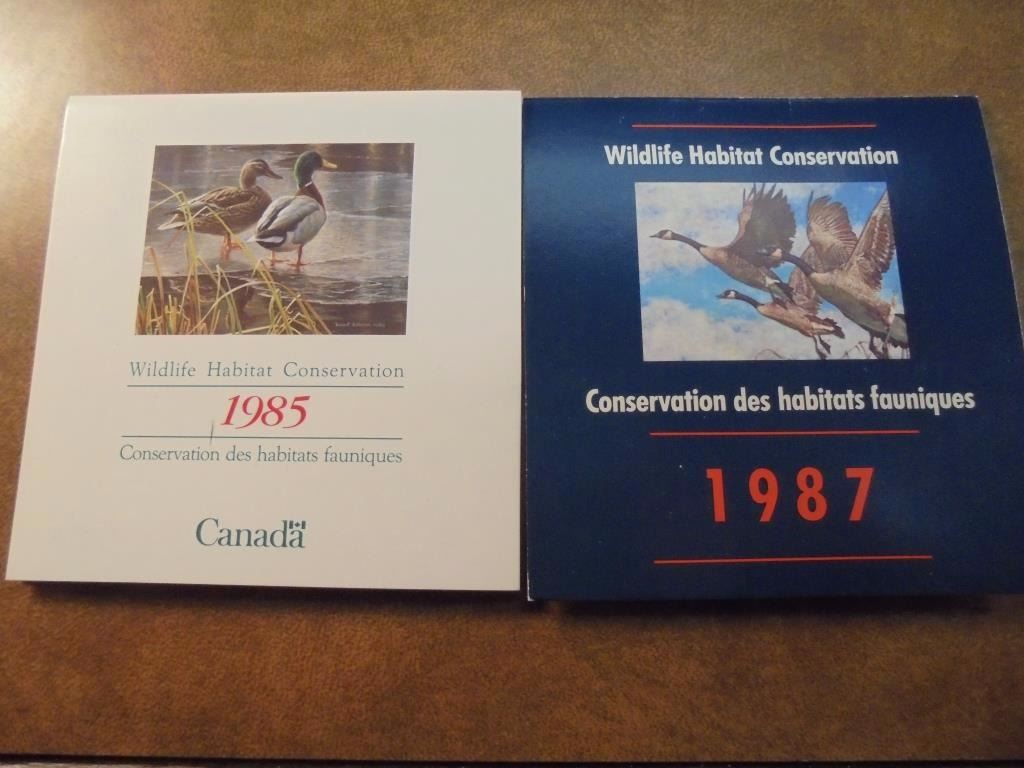 Wildlife Habitat Conservation
1985
Conservation des habitats fauniques
Canada
Wildlife Habitat Conservation
Conservation des habitats fauniques
1987